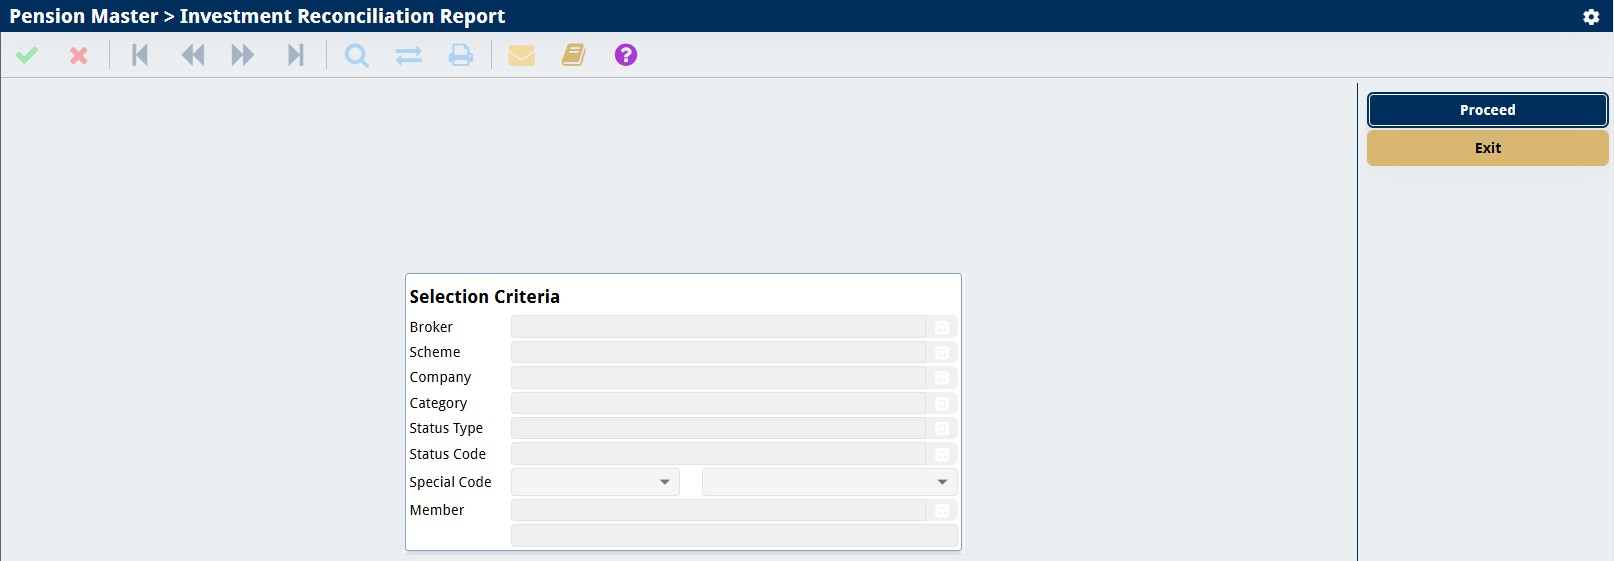 Pension Master > Investment Reconciliation Report
?
Proceed
Exit
Selection Criteria
Broker
Scheme
Company
Category
Status Type
Status Code
Special Code
Member